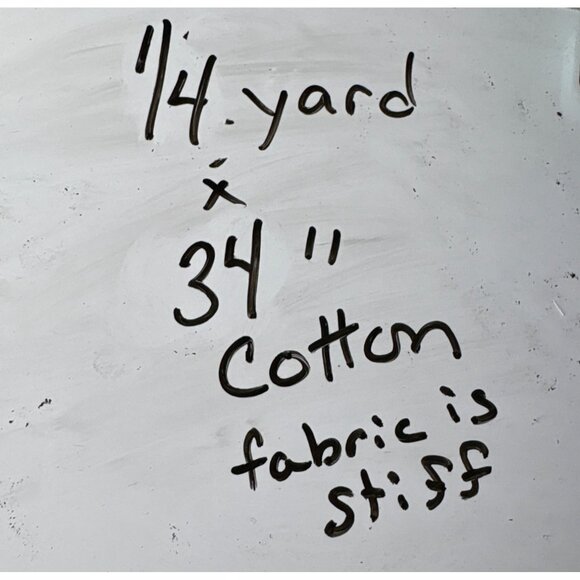 1/4 yard
x
34"
Cotton
fabric is
stiff